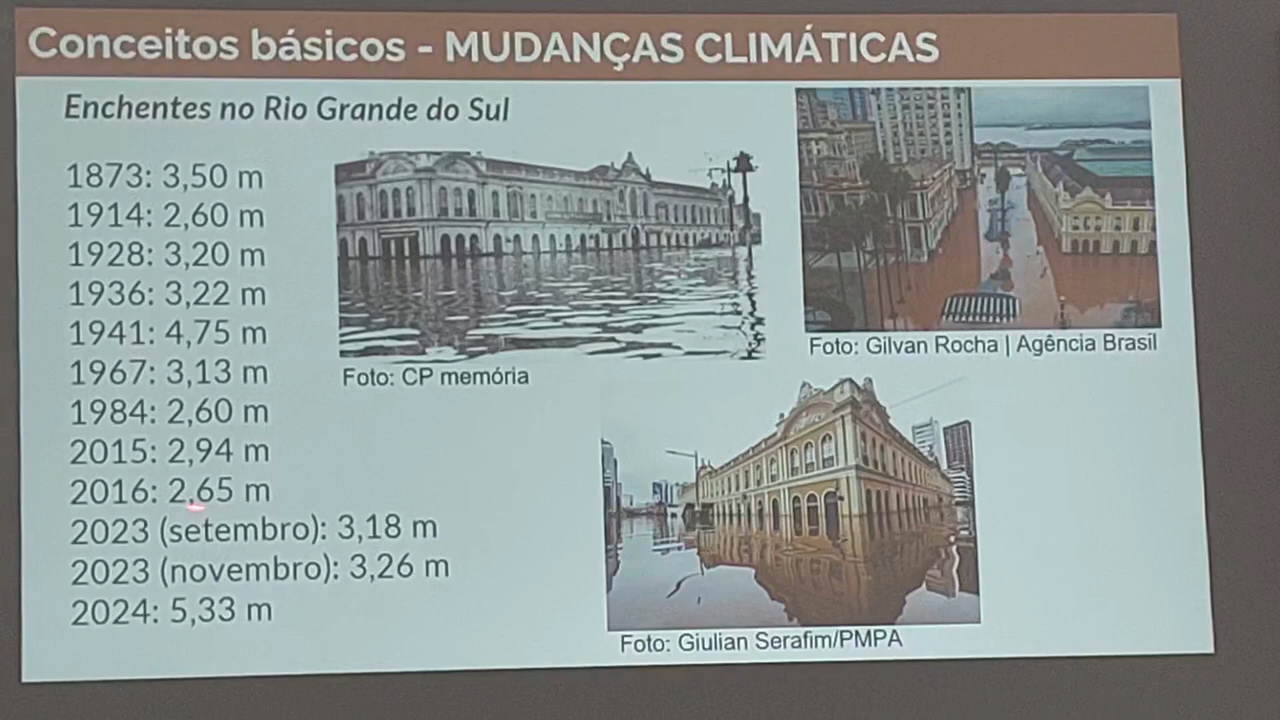 Conceitos básicos - MUDANÇAS CLIMÁTICAS
Enchentes no Rio Grande do Sul
1873: 3,50 m
1914: 2,60 m
1928: 3,20 m
1936: 3,22 m
1941: 4,75 m
1967: 3,13 m
1984: 2,60 m
2015: 2,94 m
2016: 2,65 m
2023 (setembro): 3,18 m
2023 (novembro): 3,26 m
2024: 5,33 m
Foto: CP memória
Foto: Gilvan Rocha | Agência Brasil
Foto: Giulian Serafim/PMPA